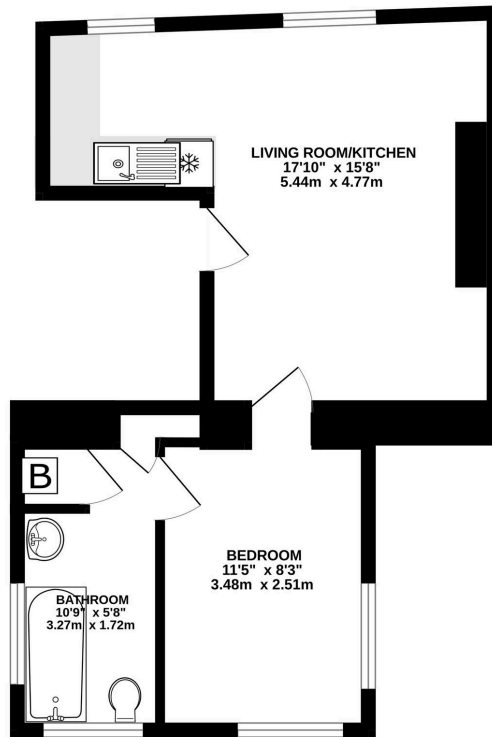 LIVING ROOM/KITCHEN
17'10" x 15'8"
5.44m x 4.77m
B
BEDROOM
11'5" x 8'3"
3.48m x 2.51m
BATHROOM
10'9" x 5'8"
3.27m x 1.72m